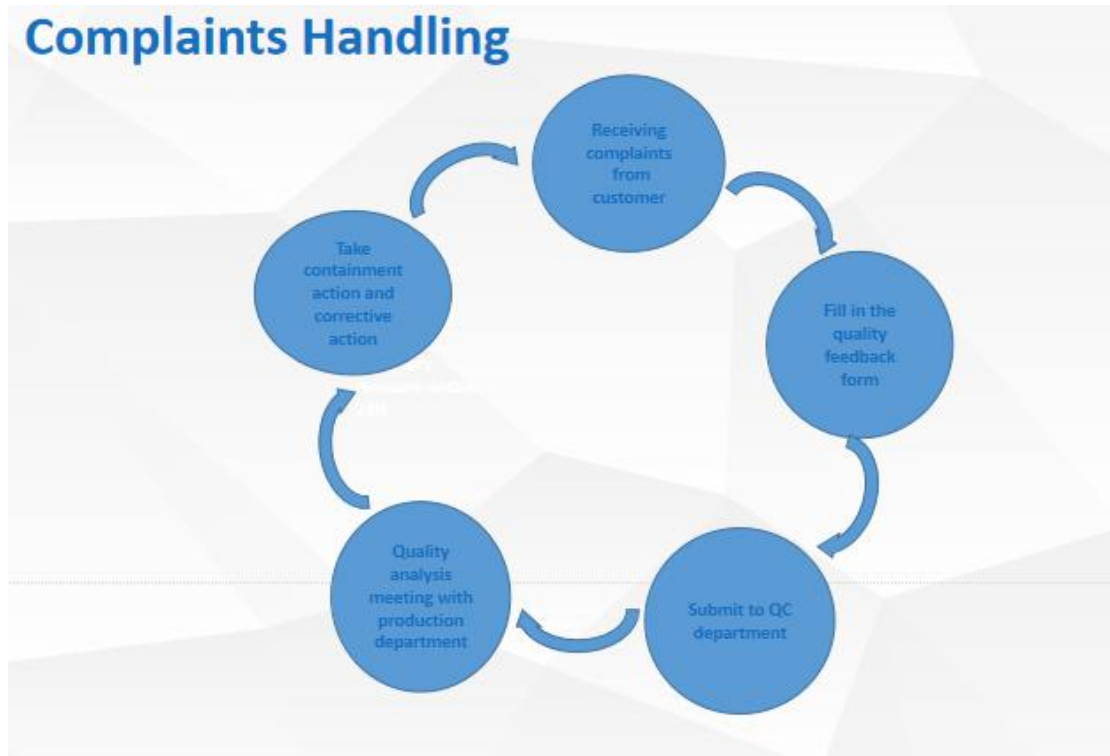 Complaints Handling
Receiving
complaints
from
customer
Fill in the
quality
feedback
form
Submit to QC
department
Quality
analysis
meeting with
production
department
Take
containment
action and
corrective
action